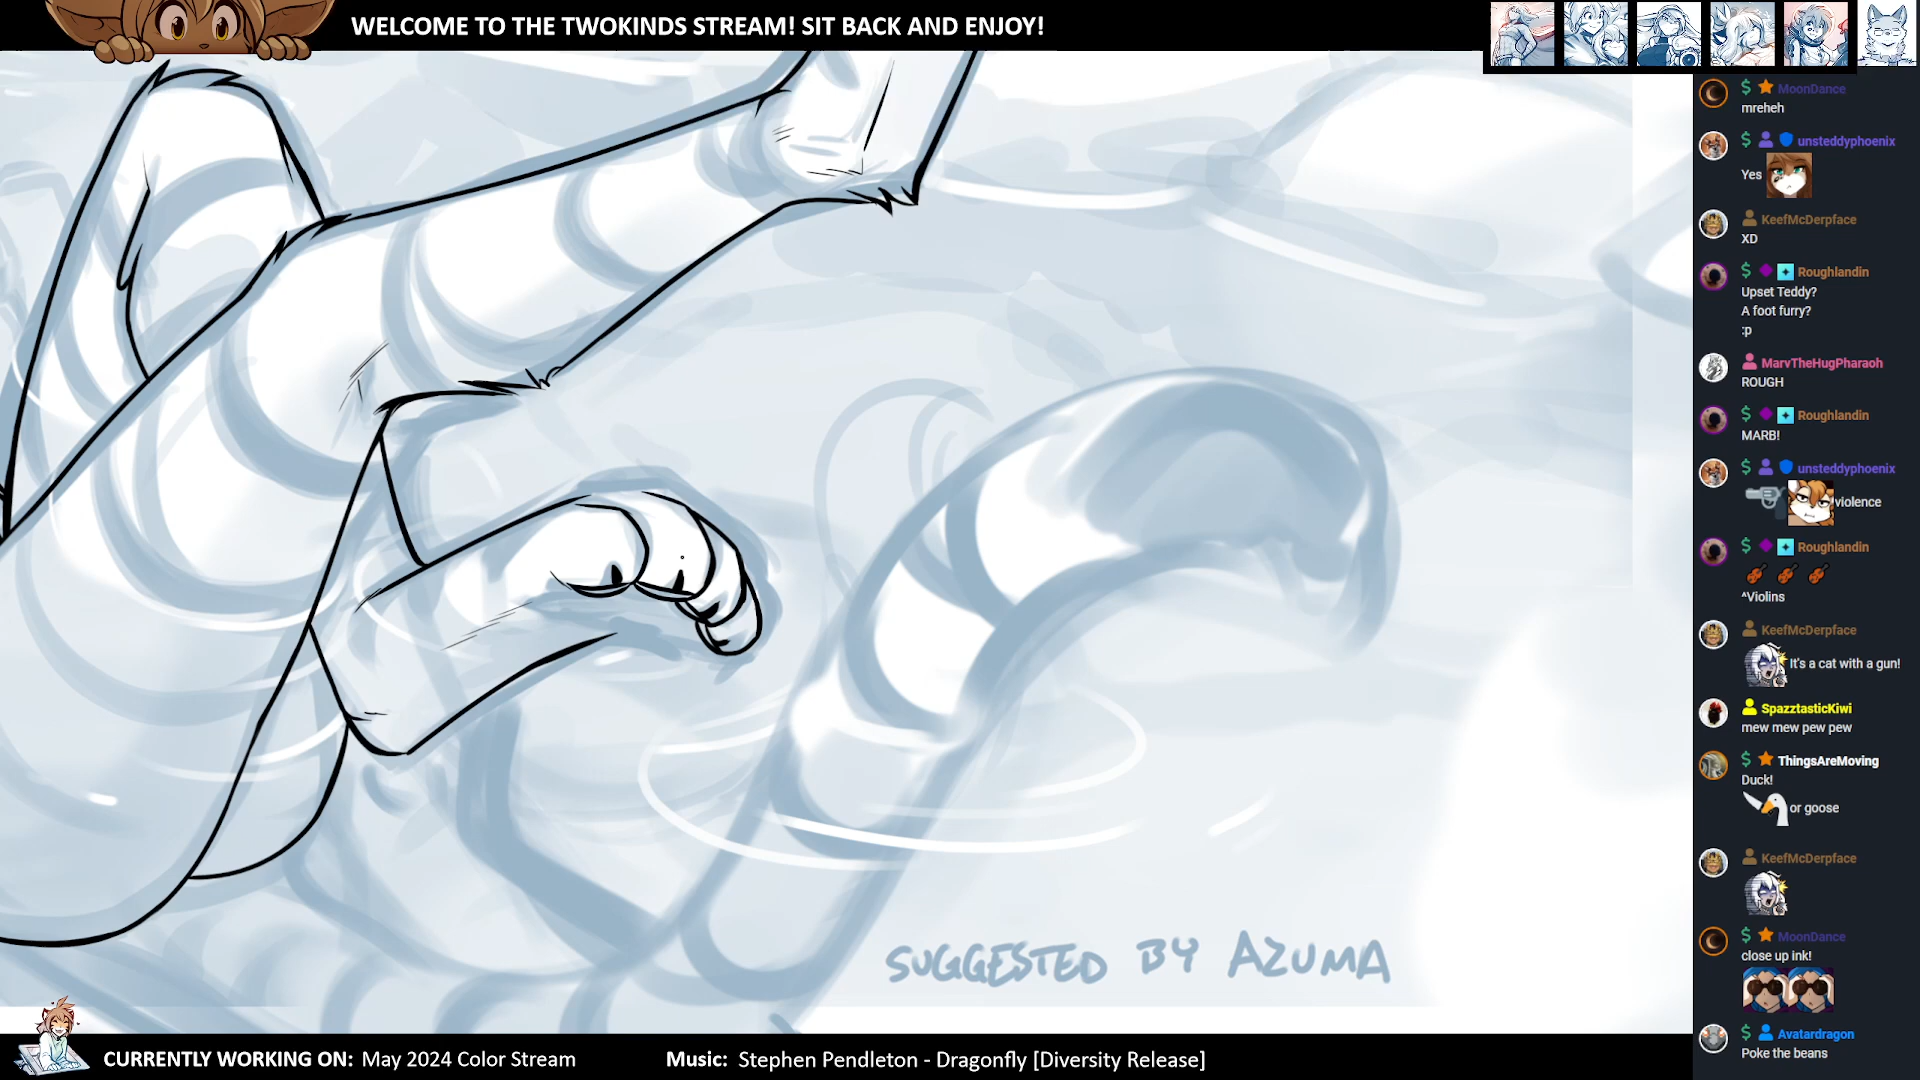 WELCOME TO THE TWOKINDS STREAM! SIT BACK AND ENJOY!
MoonDance
mreheh
unsteddyphoenix
Yes
KeefMcDerpface
XD
Roughlandin
Upset Teddy?
A foot furry?
:p
MarvTheHugPharaoh
ROUGH
Roughlandin
MARB!
unsteddyphoenix
violence
Roughlandin
^Violins
KeefMcDerpface
It's a cat with a gun!
SpazztasticKiwi
mew mew pew pew
ThingsAreMoving
Duck!
or goose
KeefMcDerpface
MoonDance
close up ink!
Avatardragon
Poke the beans
SUGGESTED BY AZUMA
CURRENTLY WORKING ON: May 2024 Color Stream
Music: Stephen Pendleton - Dragonfly [Diversity Release]